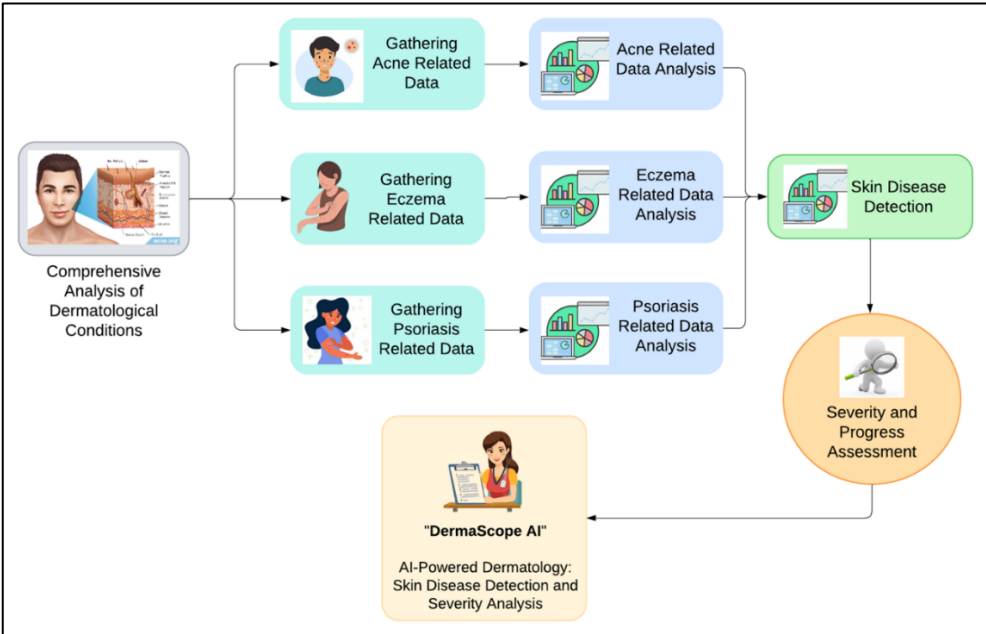 Gathering
Acne Related
Data
Acne Related
Data Analysis
acne.org
Comprehensive
Analysis of
Dermatological
Conditions
Gathering
Eczema
Related Data
Eczema
Related Data
Analysis
Skin Disease
Detection
Gathering
Psoriasis
Related Data
Psoriasis
Related Data
Analysis
Severity and
Progress
Assessment
"DermaScope AI"
AI-Powered Dermatology:
Skin Disease Detection and
Severity Analysis